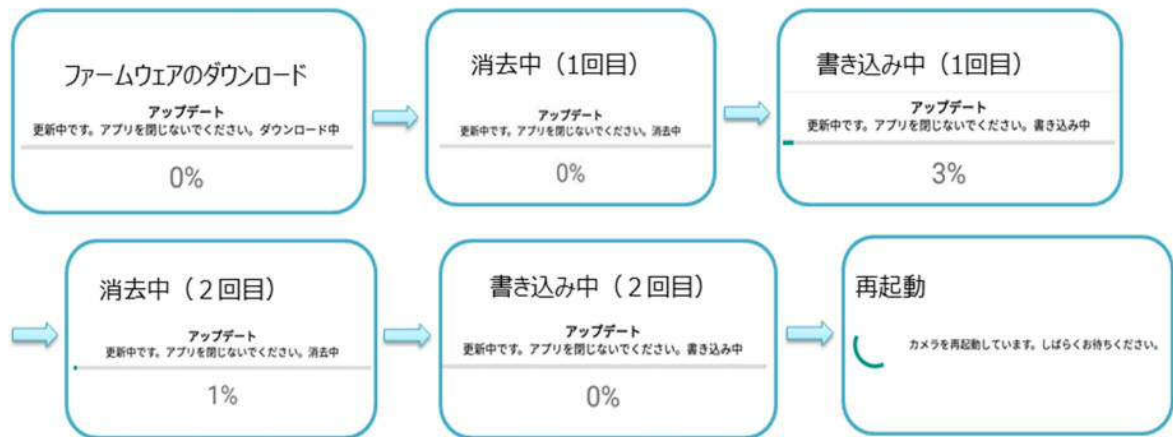 ファームウェアのダウンロード
アップデート
更新中です。アプリを閉じないでください。ダウンロード中
0%
消去中（1回目）
アップデート
更新中です。アプリを閉じないでください。消去中
0%
書き込み中（1回目）
アップデート
更新中です。アプリを閉じないでください。書き込み中
3%
消去中（２回目）
アップデート
更新中です。アプリを閉じないでください。消去中
1%
書き込み中（２回目）
アップデート
更新中です。アプリを閉じないでください。書き込み中
0%
再起動
カメラを再起動しています。しばらくお待ちください。